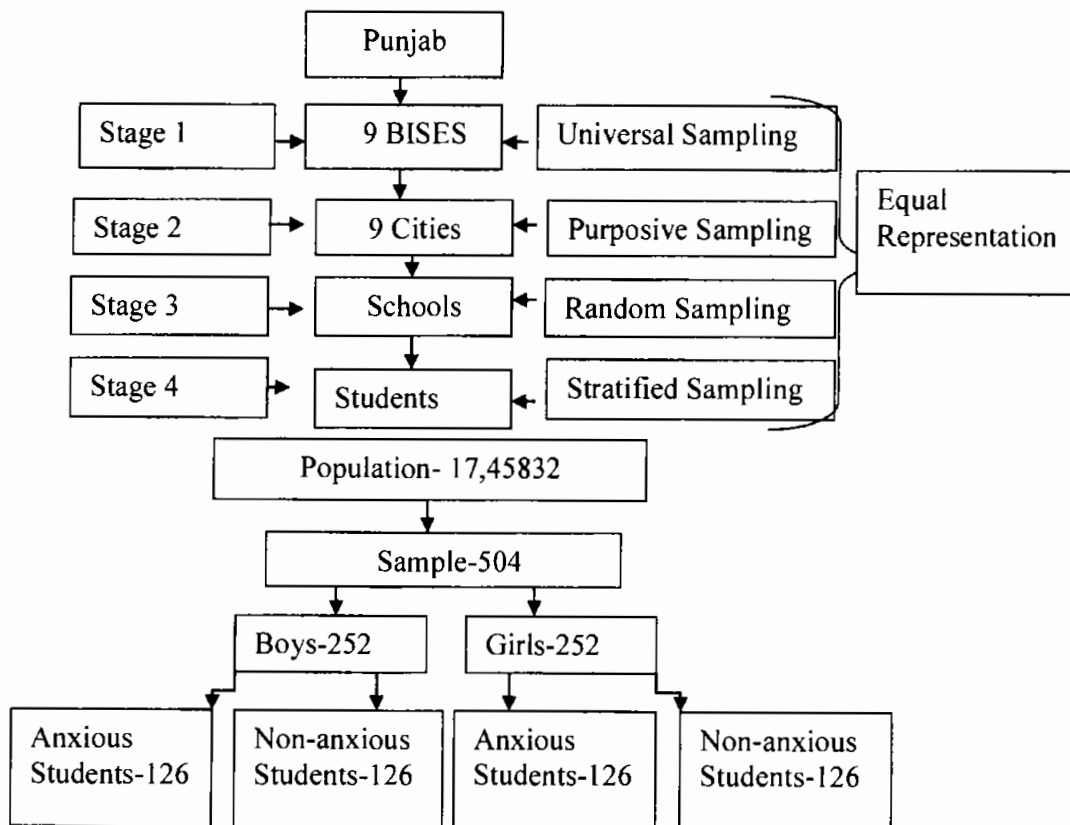 Punjab
Stage 1
9 BISES
Universal Sampling
Equal
Representation
Stage 2
9 Cities
Purposive Sampling
Stage 3
Schools
Random Sampling
Stage 4
Students
Stratified Sampling
Population- 17,45832
Sample-504
Boys-252
Girls-252
Anxious
Students-126
Non-anxious
Students-126
Anxious
Students-126
Non-anxious
Students-126